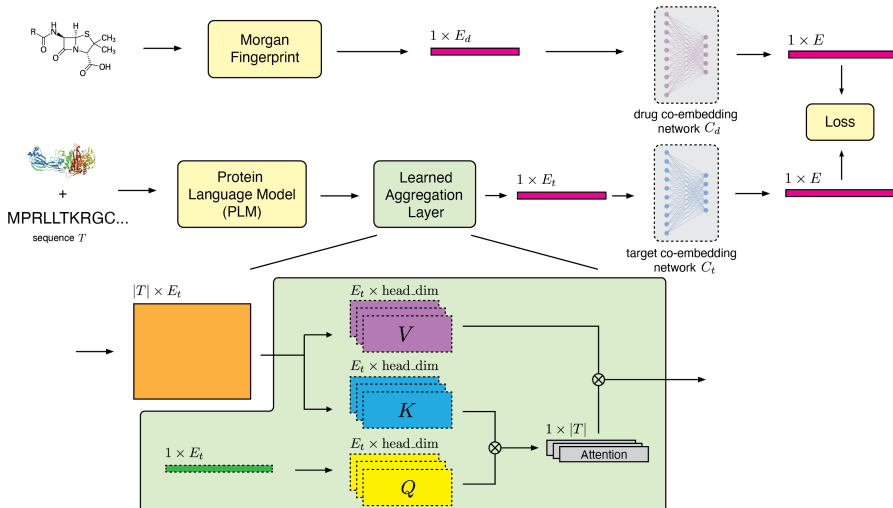 R
H
N
H
S
CH3
CH3
O
N
O
O
OH
Morgan
Fingerprint
1 × E_d
drug co-embedding
network C_d
1 × E
Loss
MPRLLTKRGC...
+
sequence T
Protein
Language Model
(PLM)
Learned
Aggregation
Layer
1 × E_t
target co-embedding
network C_t
1 × E
|T| × E_t
E_t × head_dim
V
E_t × head_dim
K
1 × |T|
Attention
⊗
⊗
1 × E_t
E_t × head_dim
Q